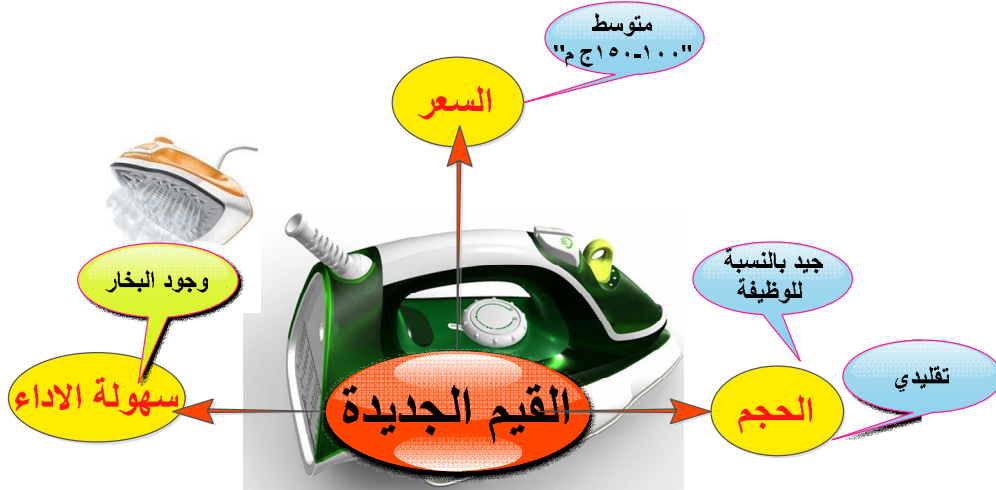 متوسط
"١٠٠-١٥٠ج م"
السعر
جيد بالنسبة
للوظيفة
وجود البخار
تقليدي
سهولة الاداء
القيم الجديدة
الحجم